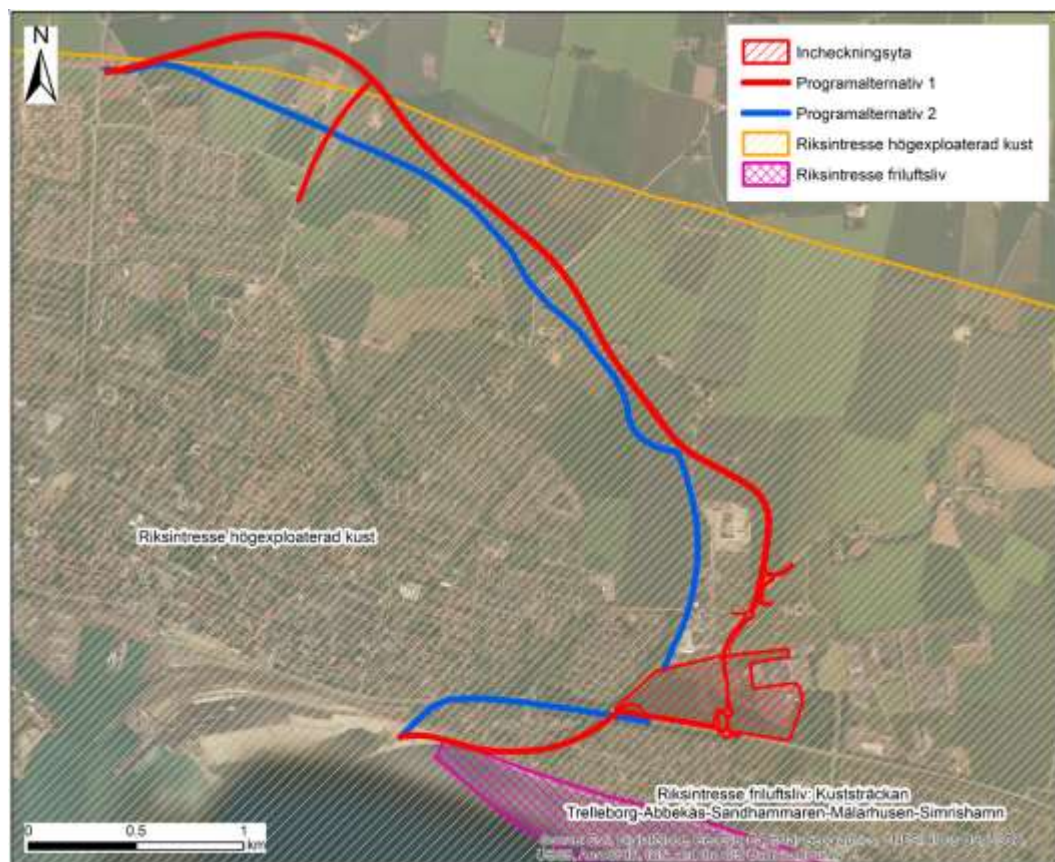 N
Incheckningsyta
Programalternativ 1
Programalternativ 2
Riksintresse högexploaterad kust
Riksintresse friluftsliv
Riksintresse högexploaterad kust
Riksintresse friluftsliv: Kuststräckan
Trelleborg-Abbekås-Sandhammaren-Mälarhusen-Simrishamn
0 0.5 1
km